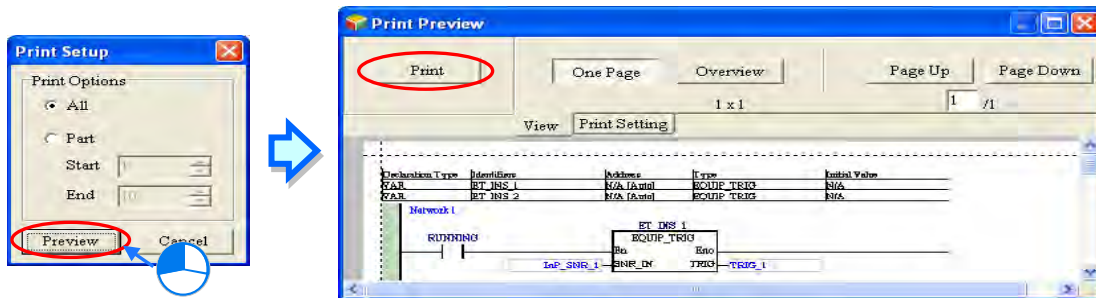 Print Setup
Print Options
All
Part
Start 1
End 10
Preview Cancel
Print Preview
Print One Page Overview Page Up Page Down
1 x 1 1 /1
View Print Setting
Declaration Type Identifiers Address Type Initial Value
VAR ET_INS_1 N/A [Auto] EQUIP_TRIG N/A
VAR ET_INS_2 N/A [Auto] EQUIP_TRIG N/A
Network 1
ET_INS_1
RUNNING EQUIP_TRIG
En Eno
InP_SNR_1 SNR_IN TRIG TRIG_1